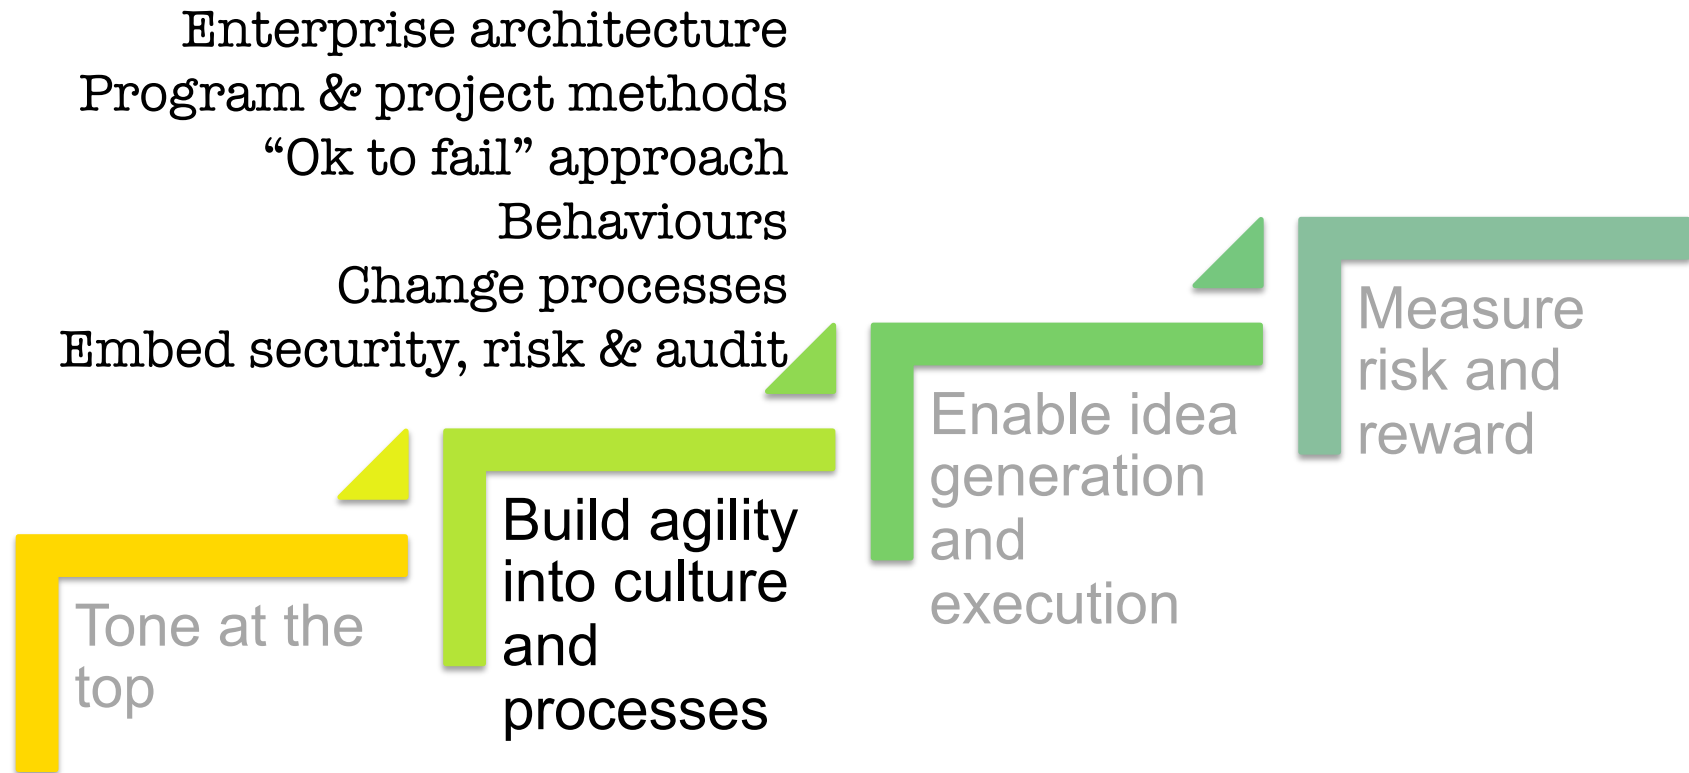 Enterprise architecture
Program & project methods
“Ok to fail” approach
Behaviours
Change processes
Embed security, risk & audit
Tone at the
top
Build agility
into culture
and
processes
Enable idea
generation
and
execution
Measure
risk and
reward